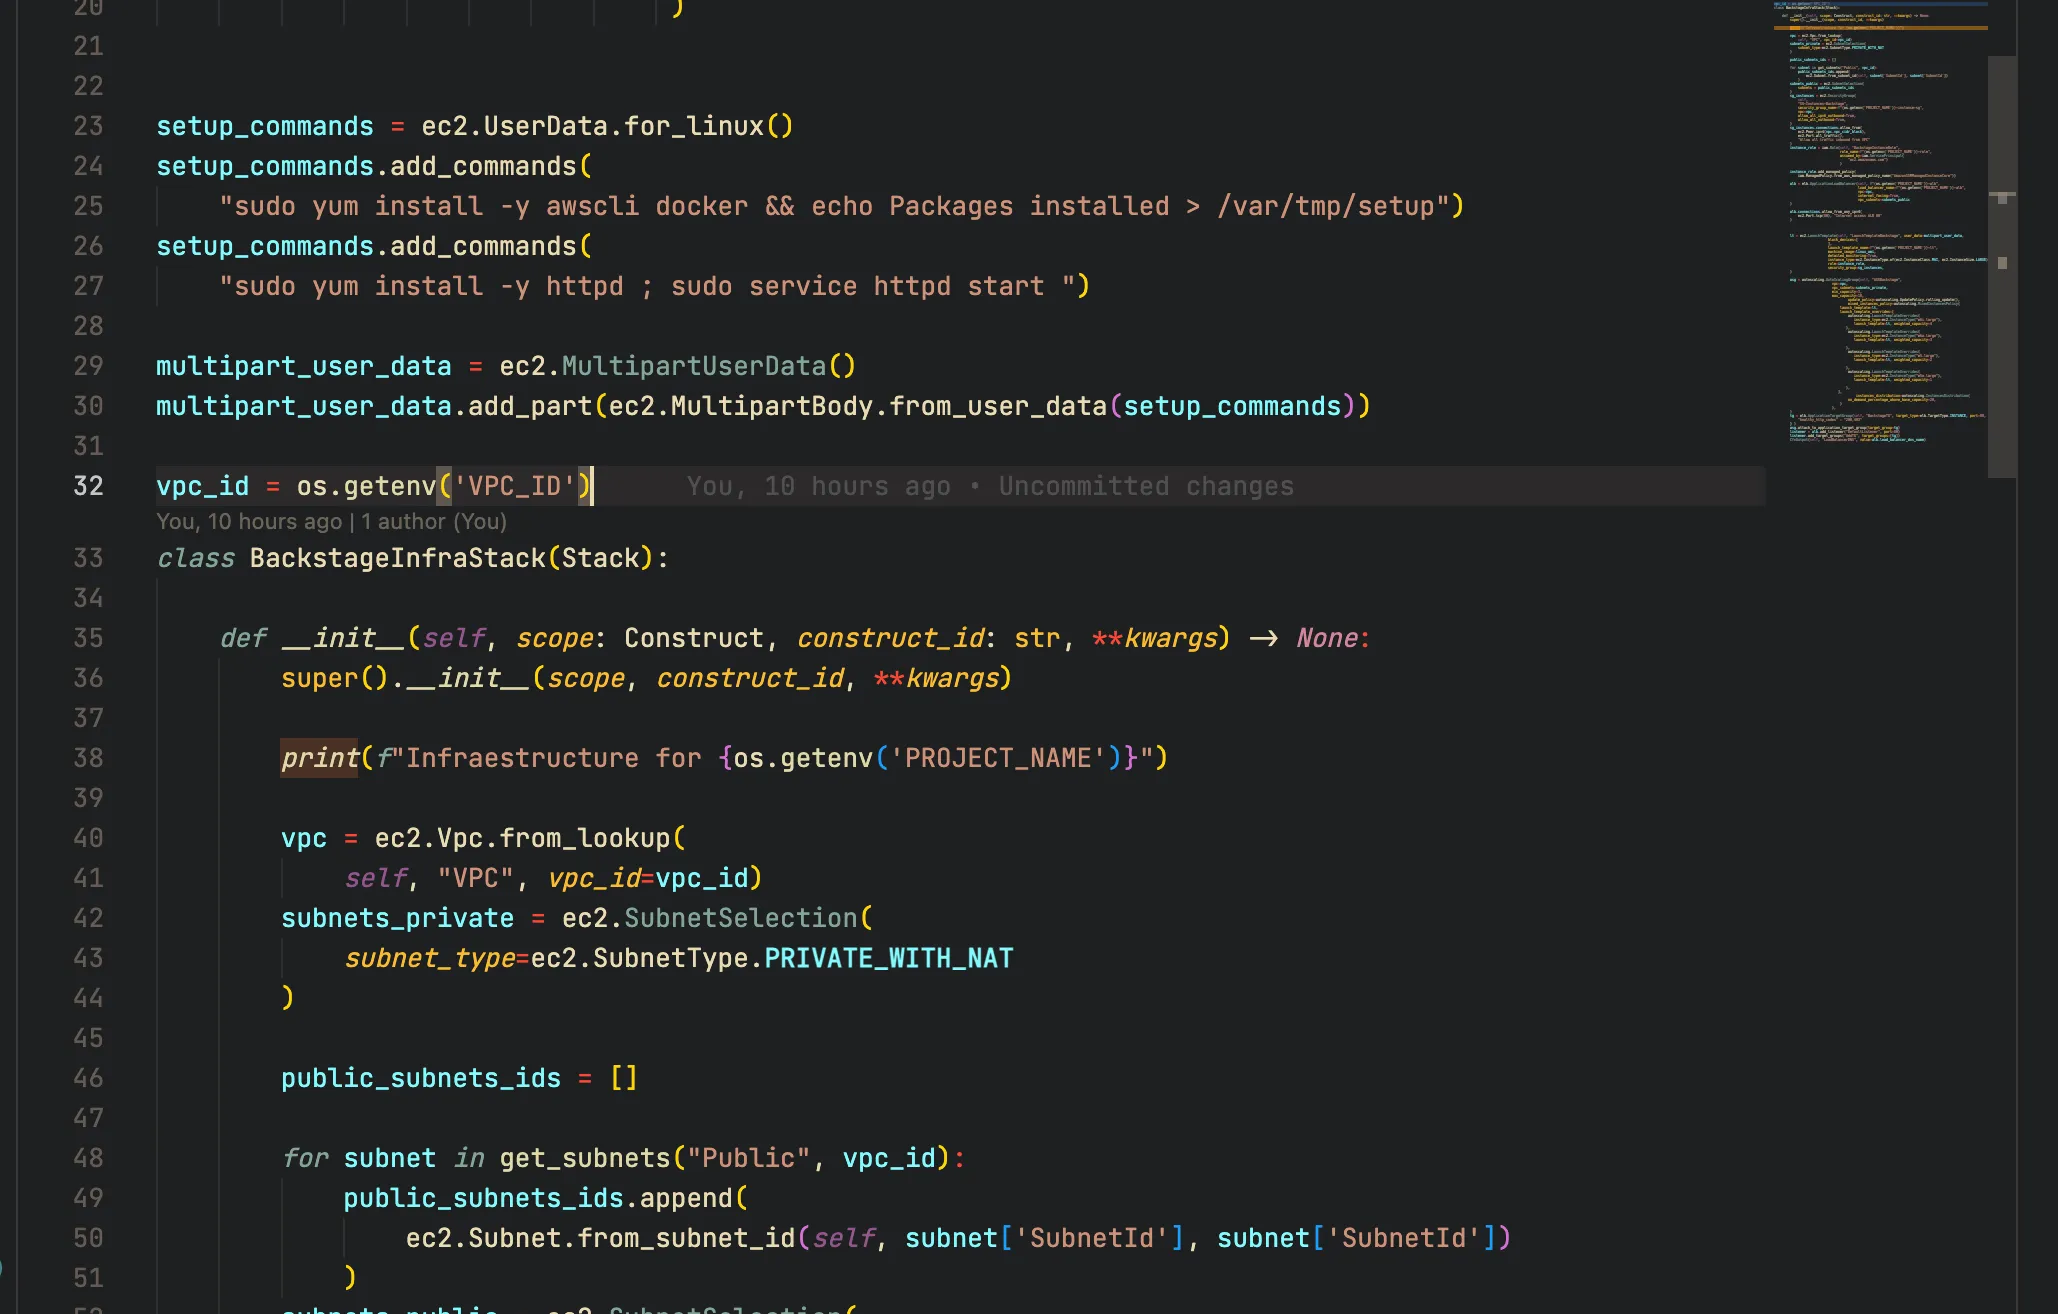 20 )
21
22
23 setup_commands = ec2.UserData.for_linux()
24 setup_commands.add_commands(
25 "sudo yum install -y awscli docker && echo Packages installed > /var/tmp/setup")
26 setup_commands.add_commands(
27 "sudo yum install -y httpd ; sudo service httpd start ")
28
29 multipart_user_data = ec2.MultipartUserData()
30 multipart_user_data.add_part(ec2.MultipartBody.from_user_data(setup_commands))
31
32 vpc_id = os.getenv('VPC_ID') You, 10 hours ago • Uncommitted changes
You, 10 hours ago | 1 author (You)
33 class BackstageInfraStack(Stack):
34
35 def __init__(self, scope: Construct, construct_id: str, **kwargs) -> None:
36 super().__init__(scope, construct_id, **kwargs)
37
38 print(f"Infraestructure for {os.getenv('PROJECT_NAME')}")
39
40 vpc = ec2.Vpc.from_lookup(
41 self, "VPC", vpc_id=vpc_id)
42 subnets_private = ec2.SubnetSelection(
43 subnet_type=ec2.SubnetType.PRIVATE_WITH_NAT
44 )
45
46 public_subnets_ids = []
47
48 for subnet in get_subnets("Public", vpc_id):
49 public_subnets_ids.append(
50 ec2.Subnet.from_subnet_id(self, subnet['SubnetId'], subnet['SubnetId'])
51 )
52 subnets_public = ec2.SubnetSelection(